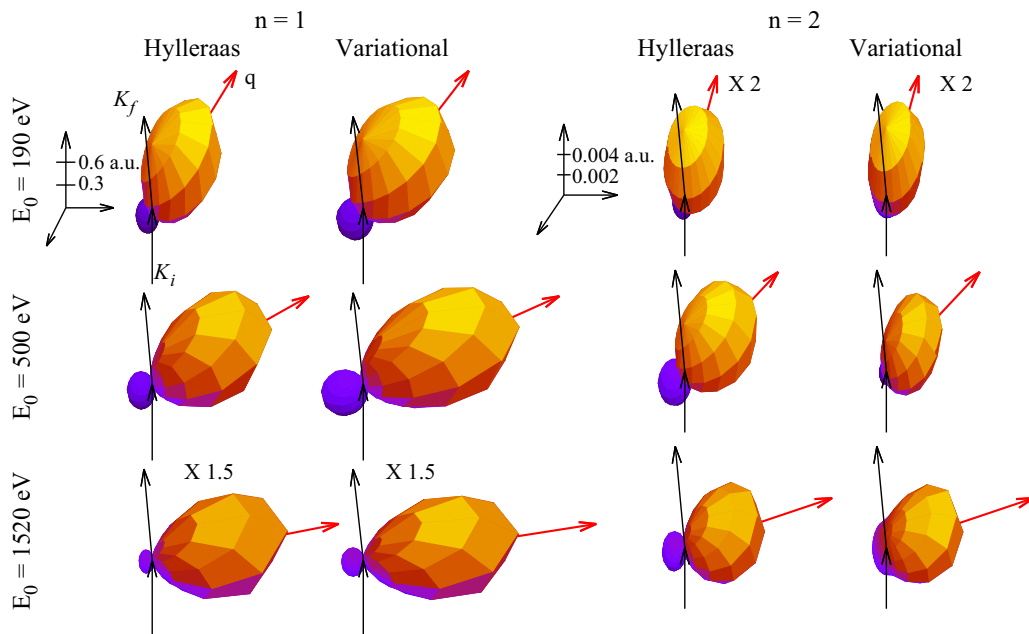 n = 1
n = 2
Hylleraas
Variational
Hylleraas
Variational
E0 = 190 eV
q
X 2
X 2
Kf
0.6 a.u.
0.3
0.004 a.u.
0.002
Ki
E0 = 500 eV
E0 = 1520 eV
X 1.5
X 1.5